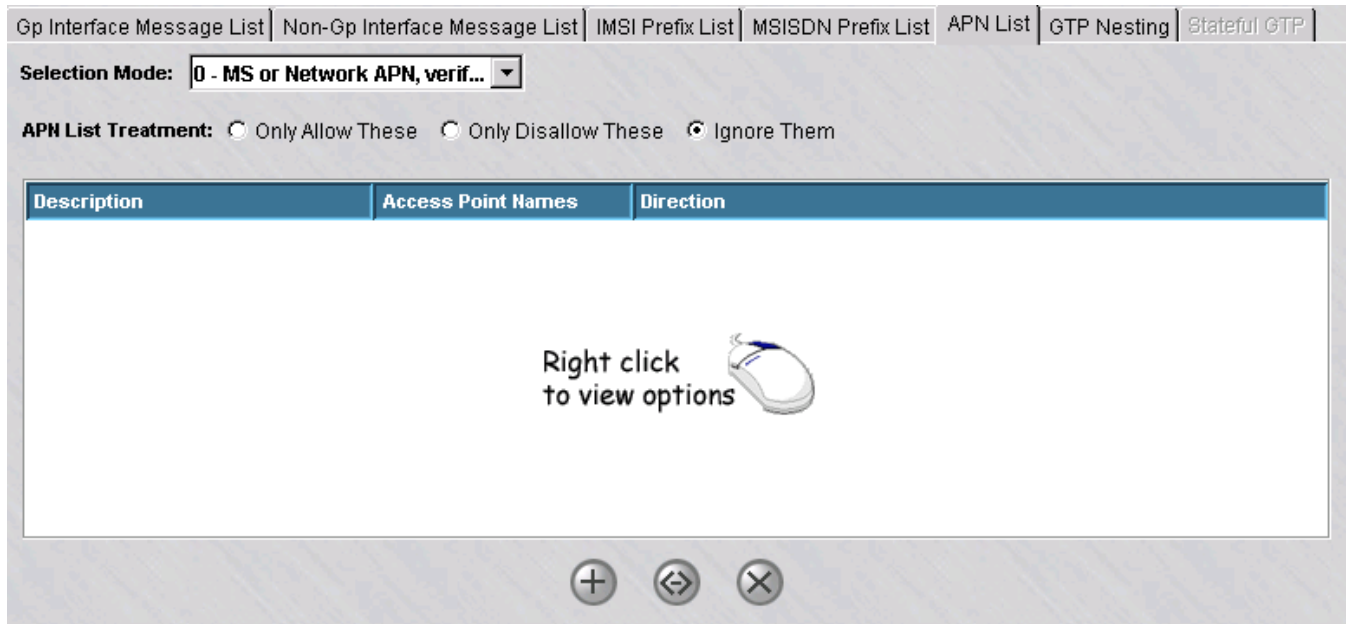 Gp Interface Message List Non-Gp Interface Message List IMSI Prefix List MSISDN Prefix List APN List GTP Nesting Stateful GTP
Selection Mode: 0 - MS or Network APN, verif...
APN List Treatment: Only Allow These Only Disallow These Ignore Them
Description Access Point Names Direction
Right click
to view options